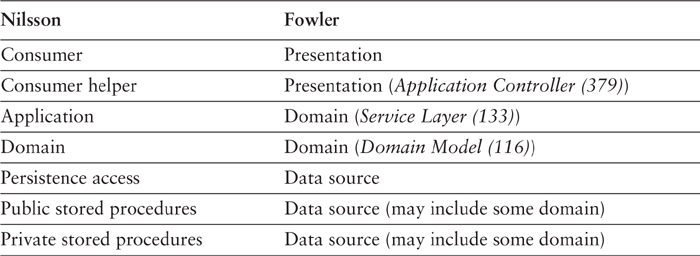 Nilsson Fowler
Consumer Presentation
Consumer helper Presentation (Application Controller (379))
Application Domain (Service Layer (133))
Domain Domain (Domain Model (116))
Persistence access Data source
Public stored procedures Data source (may include some domain)
Private stored procedures Data source (may include some domain)